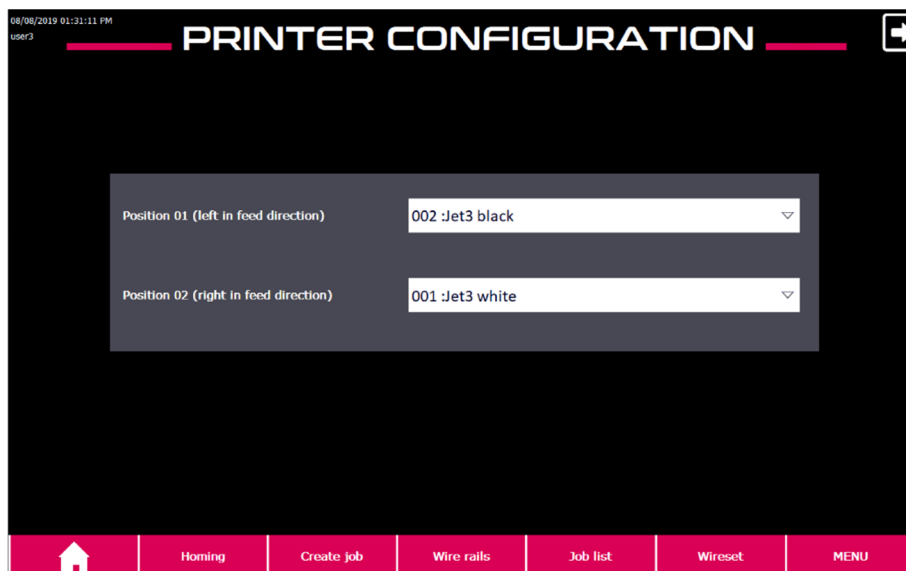 08/08/2019 01:31:11 PM
user3
PRINTER CONFIGURATION
Position 01 (left in feed direction)
002 :Jet3 black
Position 02 (right in feed direction)
001 :Jet3 white
Homing
Create job
Wire rails
Job list
Wireset
MENU